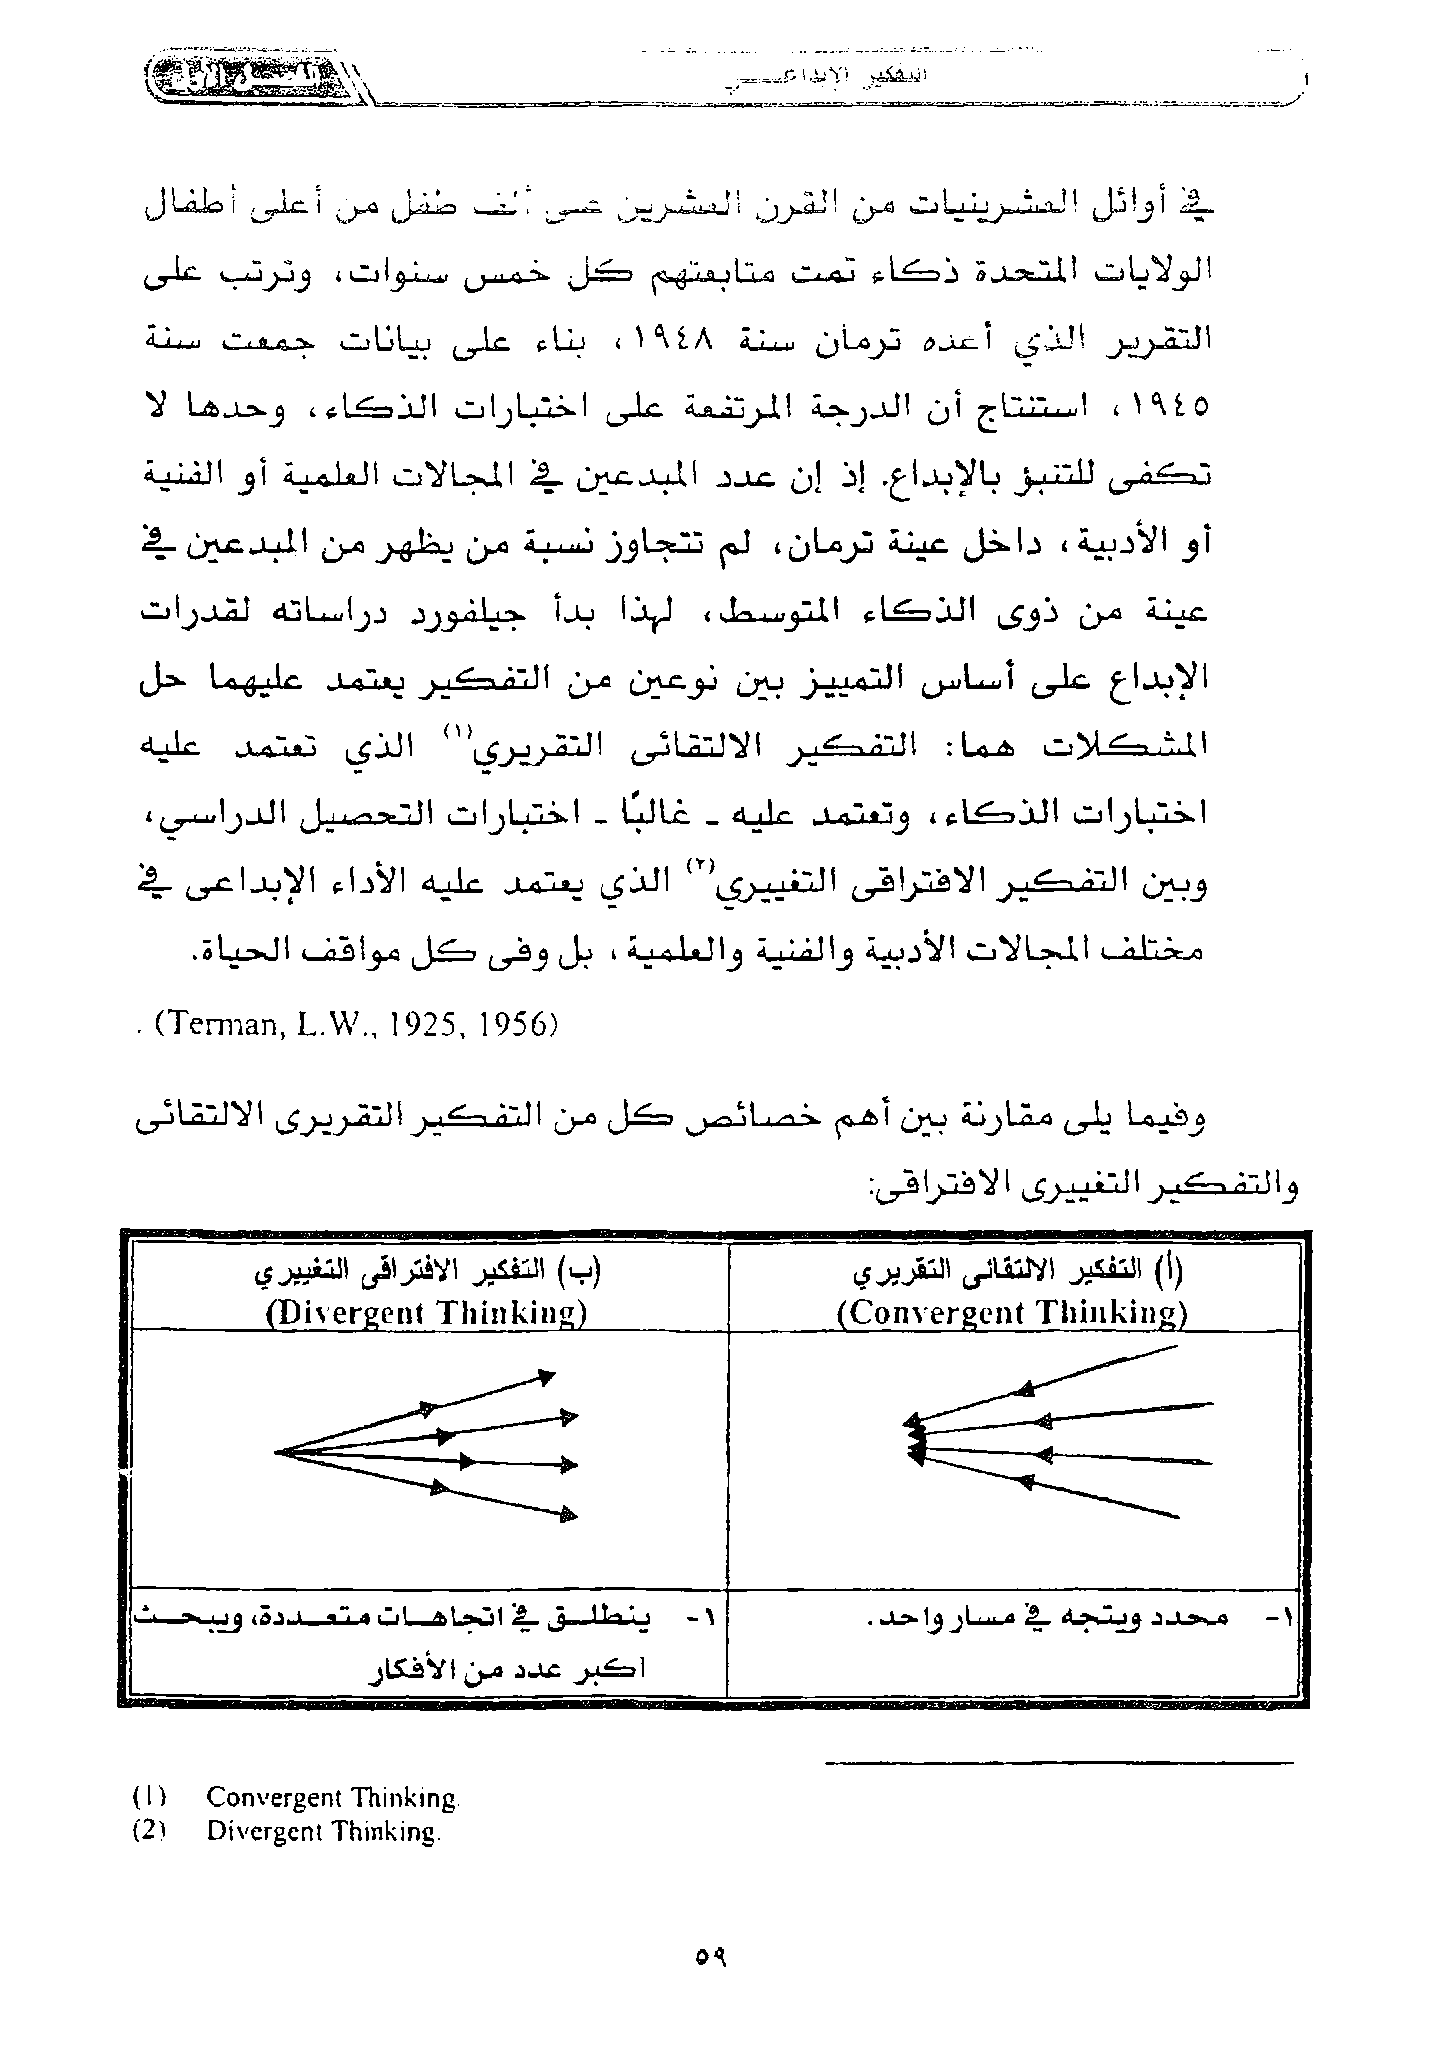 التفكير الإبداعـــي
الفصل الأول
في أوائل العشرينيات من القرن العشرين على ألف طفل من أعلى أطفال
الولايات المتحدة ذكاء تمت متابعتهم كل خمس سنوات، وترتب على
التقرير الذي أعده ترمان سنة ١٩٤٨، بناء على بيانات جمعت سنة
١٩٤٥، استنتاج أن الدرجة المرتفعة على اختبارات الذكاء، وحدها لا
تكفى للتنبؤ بالإبداع. إذ إن عدد المبدعين في المجالات العلمية أو الفنية
أو الأدبية، داخل عينة ترمان، لم تتجاوز نسبة من يظهر من المبدعين في
عينة من ذوى الذكاء المتوسط، لهذا بدأ جيلفورد دراساته لقدرات
الإبداع على أساس التمييز بين نوعين من التفكير يعتمد عليهما حل
المشكلات هما: التفكير الالتقائى التقريري(١) الذي تعتمد عليه
اختبارات الذكاء، وتعتمد عليه - غالبًا - اختبارات التحصيل الدراسي،
وبين التفكير الافتراقى التغييري(٢) الذي يعتمد عليه الأداء الإبداعى في
مختلف المجالات الأدبية والفنية والعلمية، بل وفى كل مواقف الحياة.
. (Terman, L.W., 1925, 1956)
وفيما يلى مقارنة بين أهم خصائص كل من التفكير التقريرى الالتقائى
والتفكير التغييرى الافتراقى:
(أ) التفكير الالتقائى التقريري
(Convergent Thinking)
(ب) التفكير الافتراقى التغييري
(Divergent Thinking)
١- محدد ويتجه في مسار واحد.
١- ينطلـق في اتجاهـات متعـددة، ويبـحـث
اكبر عدد من الأفكار
(1) Convergent Thinking.
(2) Divergent Thinking.
٥٩